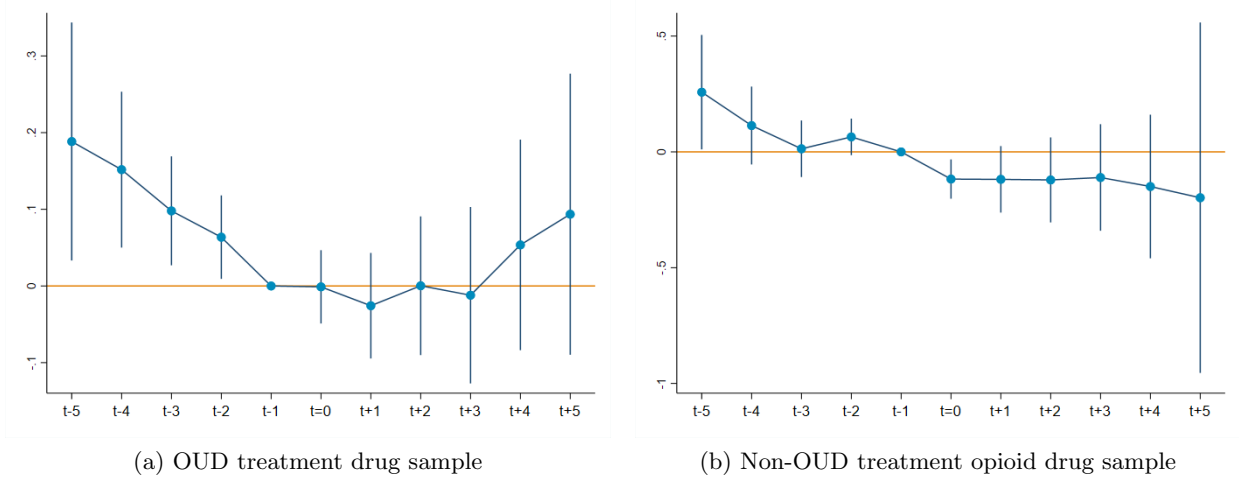 .3
.2
.1
0
-.1
t-5 t-4 t-3 t-2 t-1 t=0 t+1 t+2 t+3 t+4 t+5
(a) OUD treatment drug sample
.5
0
-.5
-1
t-5 t-4 t-3 t-2 t-1 t=0 t+1 t+2 t+3 t+4 t+5
(b) Non-OUD treatment opioid drug sample